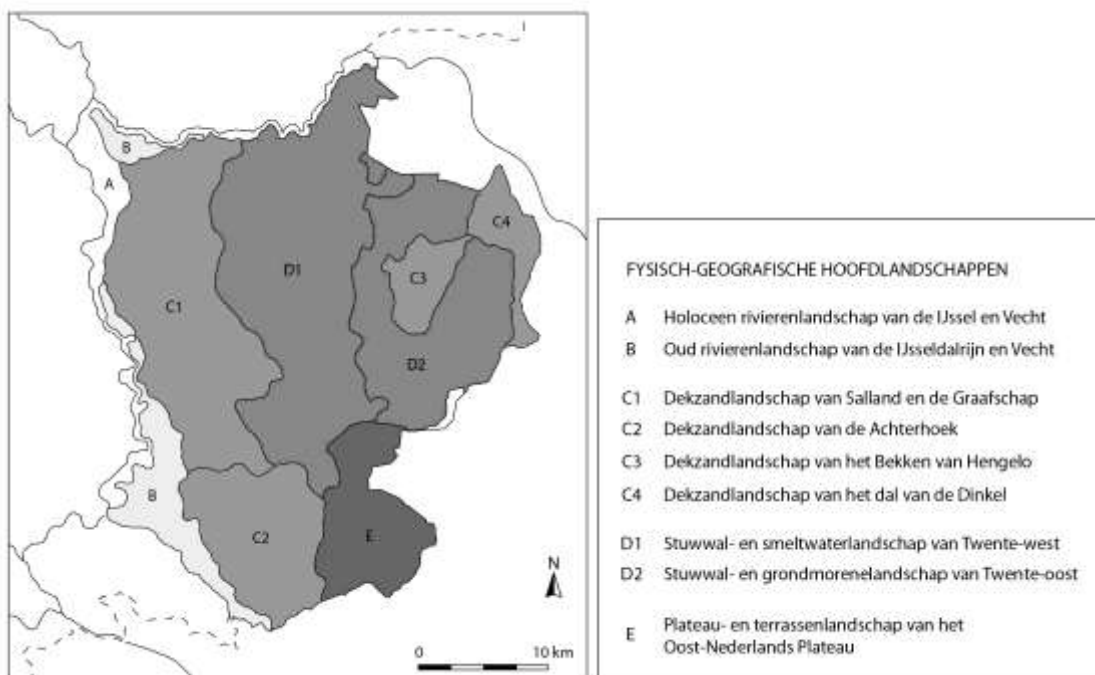 B
A
C4
C3
D1
C1
D2
B
C2
E
N
0 10 km
FYSISCH-GEOGRAFISCHE HOOFDLANDSCHAPPEN
A Holoceen rivierenlandschap van de IJssel en Vecht
B Oud rivierenlandschap van de IJsseldalrijn en Vecht
C1 Dekzandlandschap van Salland en de Graafschap
C2 Dekzandlandschap van de Achterhoek
C3 Dekzandlandschap van het Bekken van Hengelo
C4 Dekzandlandschap van het dal van de Dinkel
D1 Stuwwal- en smeltwaterlandschap van Twente-west
D2 Stuwwal- en grondmorenelandschap van Twente-oost
E Plateau- en terrassenlandschap van het
Oost-Nederlands Plateau